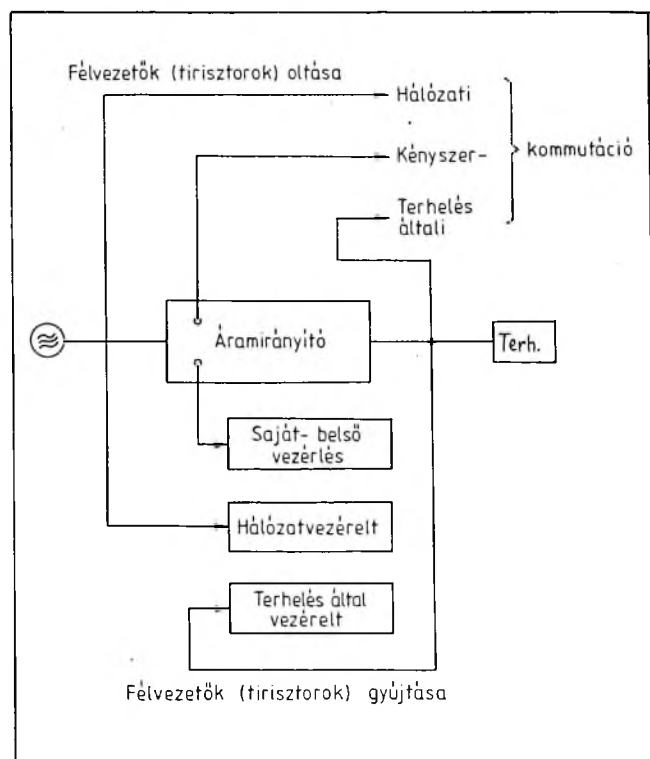 Félvezetők (tirisztorok) oltása
Hálózati
Kényszer-
kommutáció
Terhelés
általi
Áramirányító
Terh.
Saját- belső
vezérlés
Hálózatvezérelt
Terhelés által
vezérelt
Félvezetők (tirisztorok) gyújtása